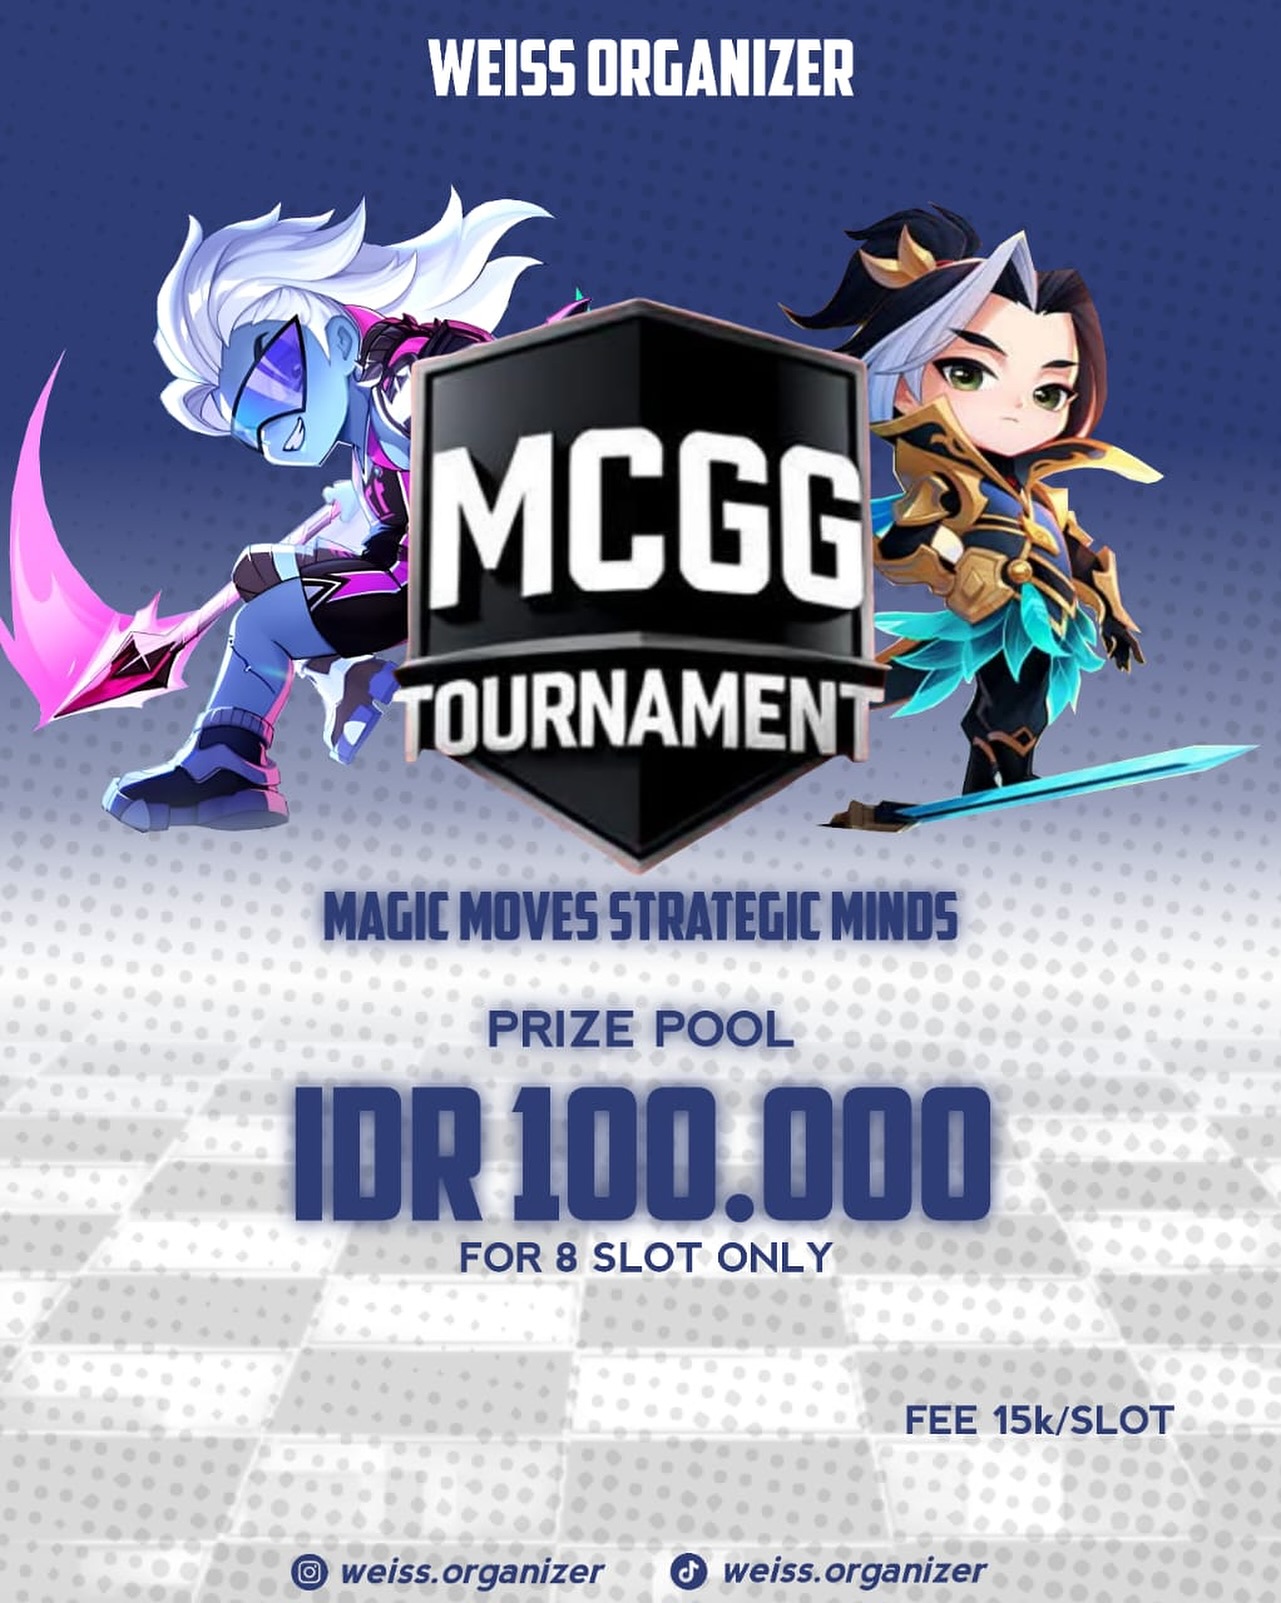 WEISS ORGANIZER
MCGG
TOURNAMENT
MAGIC MOVES STRATEGIC MINDS
PRIZE POOL
IDR 100.000
FOR 8 SLOT ONLY
FEE 15k/SLOT
weiss.organizer
weiss.organizer